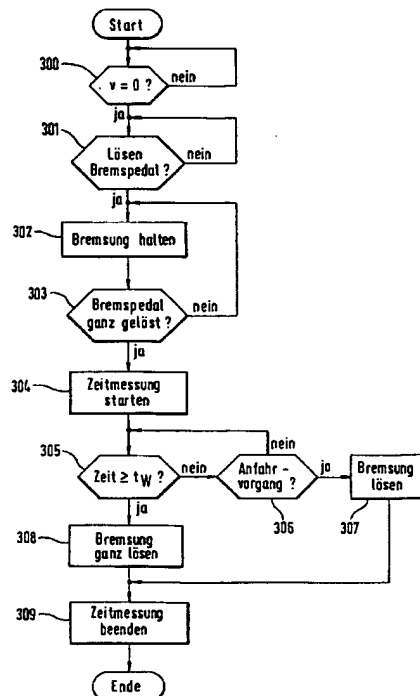 Start
300
v = 0 ?
nein
ja
301
Lösen
Bremspedal ?
nein
ja
302
Bremsung halten
303
Bremspedal
ganz gelöst ?
nein
ja
304
Zeitmessung
starten
nein
305
Zeit ≥ tW ?
nein
Anfahr-
vorgang ?
ja
Bremsung
lösen
306
307
ja
308
Bremsung
ganz lösen
309
Zeitmessung
beenden
Ende